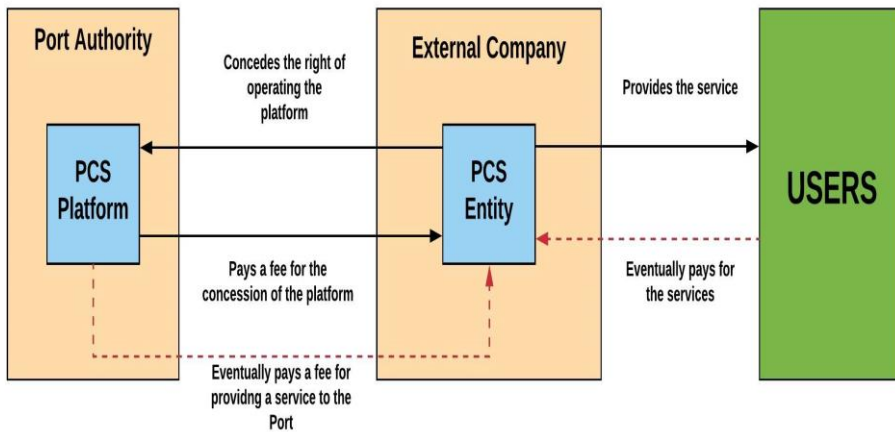 Port Authority
Concedes the right of
operating the
platform
External Company
Provides the service
PCS
Platform
PCS
Entity
USERS
Pays a fee for the
concession of the platform
Eventually pays for
the services
Eventually pays a fee for
providng a service to the
Port